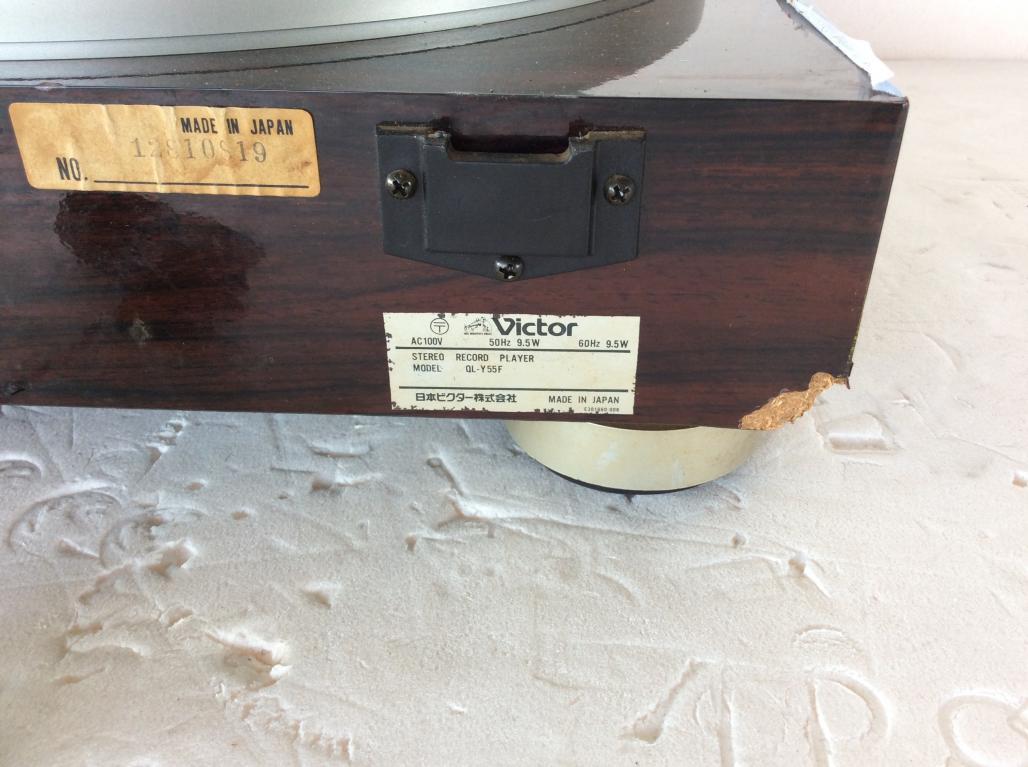 MADE IN JAPAN
12810819
NO.
Victor
AC100V 50Hz 9.5W 60Hz 9.5W
STEREO RECORD PLAYER
MODEL QL-Y55F
日本ビクター株式会社 MADE IN JAPAN